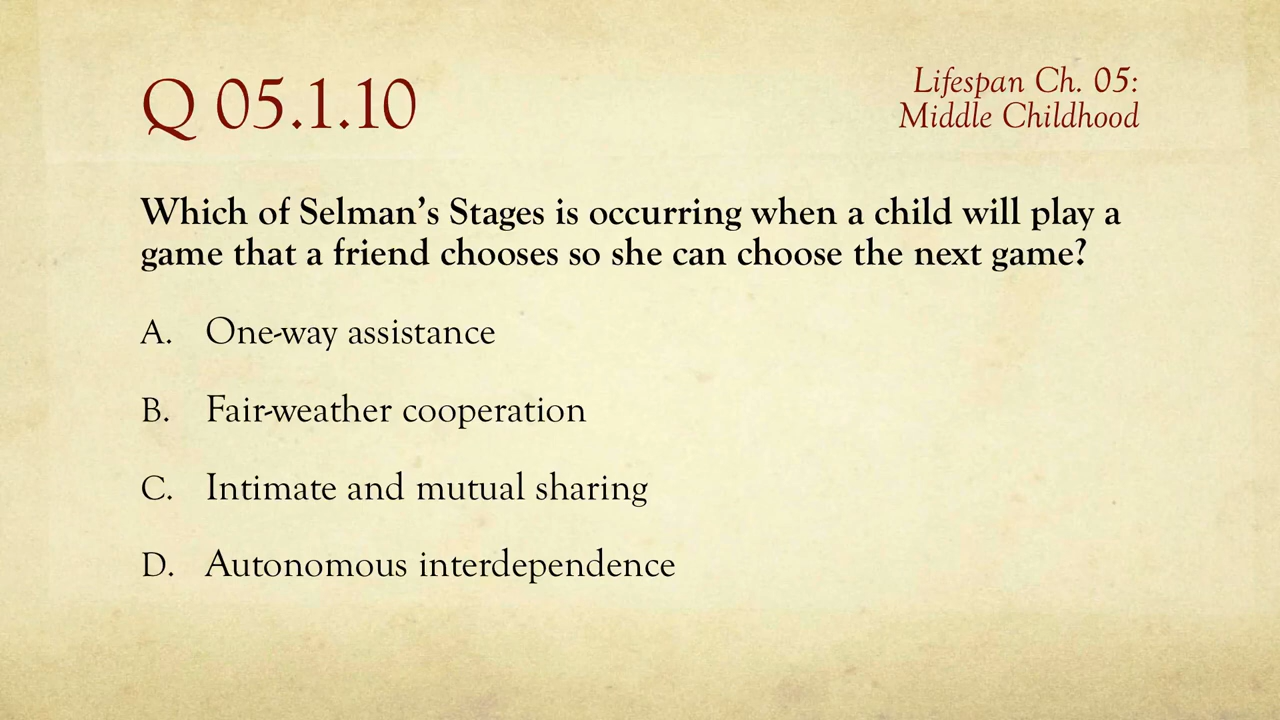 Q 05.1.10
Lifespan Ch. 05:
Middle Childhood
Which of Selman’s Stages is occurring when a child will play a
game that a friend chooses so she can choose the next game?
A. One-way assistance
B. Fair-weather cooperation
C. Intimate and mutual sharing
D. Autonomous interdependence